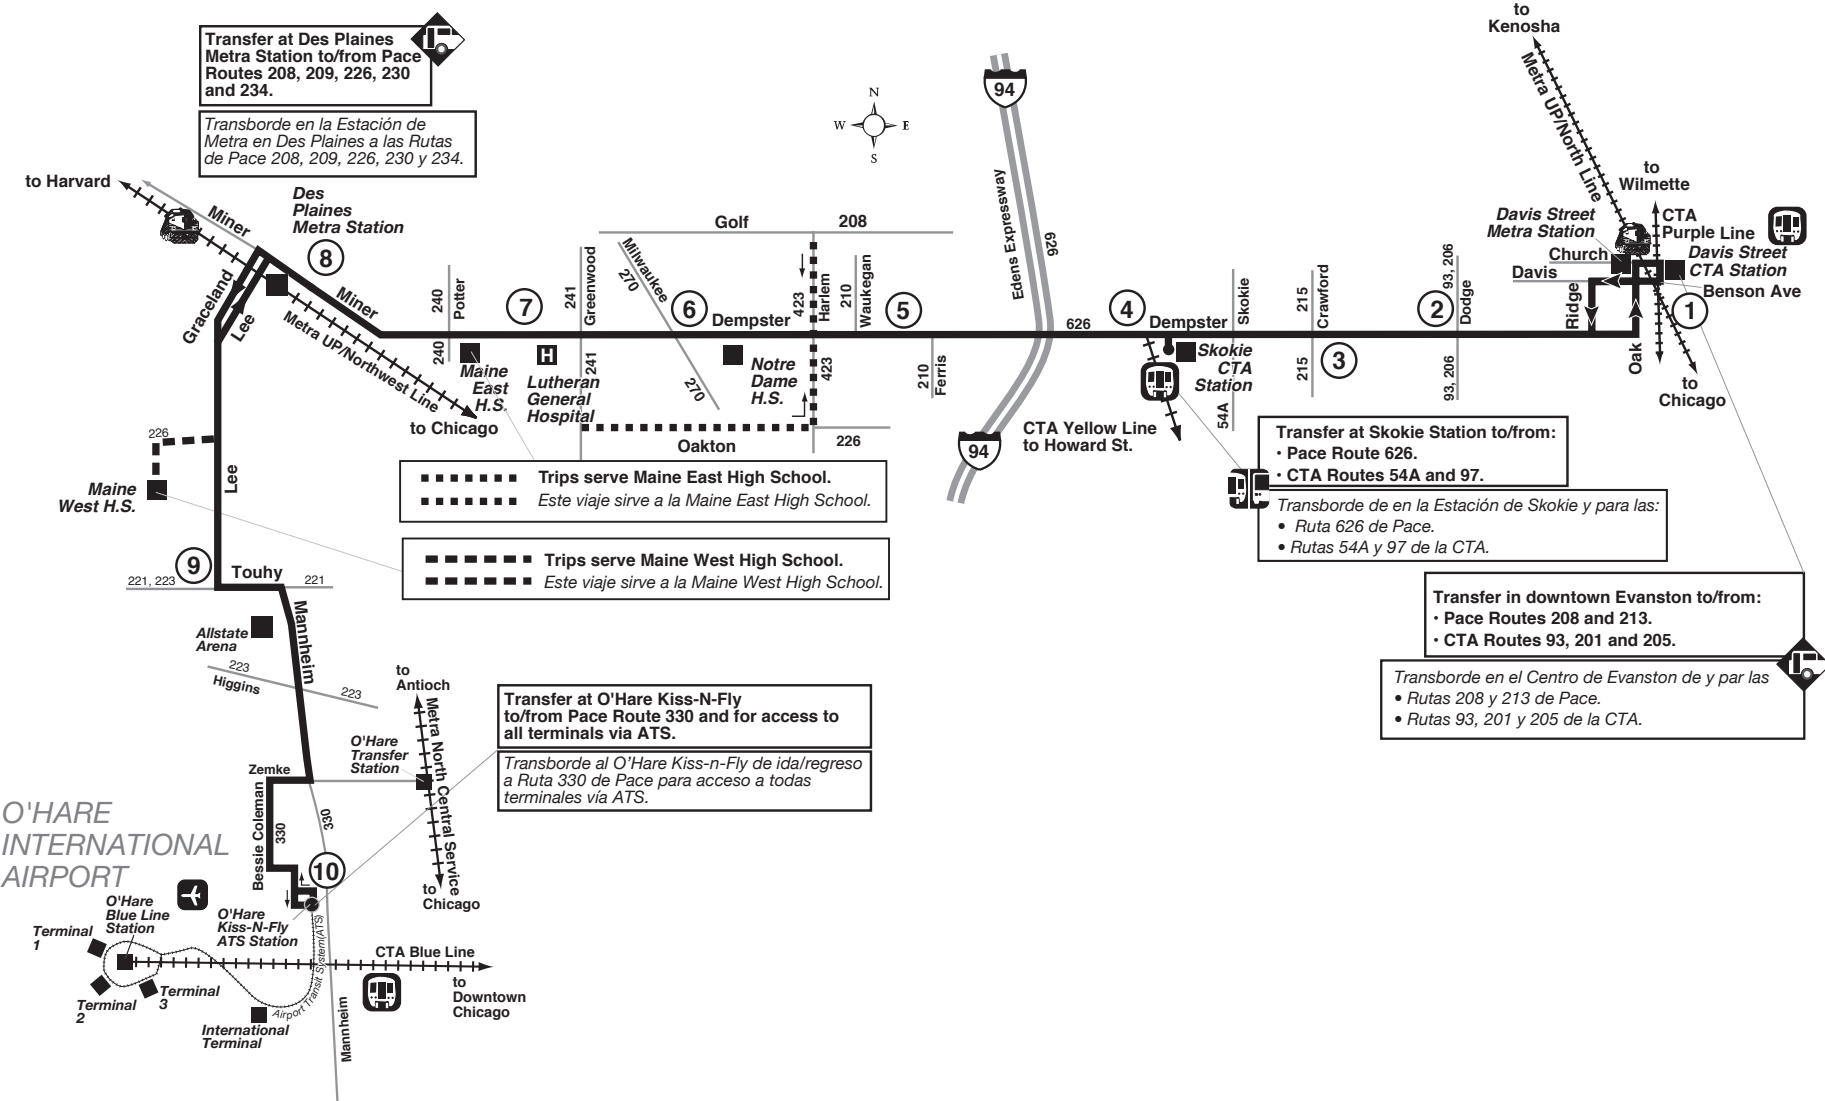 to
Kenosha
Metra UP/North Line
Transfer at Des Plaines
Metra Station to/from Pace
Routes 208, 209, 226, 230
and 234.
Transborde en la Estación de
Metra en Des Plaines a las Rutas
de Pace 208, 209, 226, 230 y 234.
N
W
E
S
94
Edens Expressway
626
to Harvard
Miner
Des
Plaines
Metra Station
8
Miner
Graceland
Lee
Metra UP/Northwest Line
to Chicago
240
Potter
240
7
241
Greenwood
241
Milwaukee
270
270
6
Dempster
Golf
208
423
Harlem
423
210
Waukegan
5
210
Ferris
626
4
Dempster
Skokie
54A
215
Crawford
215
3
2
93, 206
Dodge
93, 206
to
Wilmette
CTA
Purple Line
Davis Street
Metra Station
Church
Davis
Davis Street
CTA Station
Benson Ave
Ridge
Oak
1
to
Chicago
Maine
East
H.S.
H
Lutheran
General
Hospital
Notre
Dame
H.S.
Oakton
226
Skokie
CTA
Station
CTA Yellow Line
to Howard St.
94
226
Maine
West H.S.
Lee
Trips serve Maine East High School.
Este viaje sirve a la Maine East High School.
Trips serve Maine West High School.
Este viaje sirve a la Maine West High School.
Transfer at Skokie Station to/from:
· Pace Route 626.
· CTA Routes 54A and 97.
Transborde de en la Estación de Skokie y para las:
• Ruta 626 de Pace.
• Rutas 54A y 97 de la CTA.
Transfer in downtown Evanston to/from:
· Pace Routes 208 and 213.
· CTA Routes 93, 201 and 205.
Transborde en el Centro de Evanston de y par las
• Rutas 208 y 213 de Pace.
• Rutas 93, 201 y 205 de la CTA.
9
Touhy
221, 223
221
Mannheim
Allstate
Arena
223
Higgins
223
to
Antioch
Metra North Central Service
to
Chicago
O'Hare
Transfer
Station
Transfer at O'Hare Kiss-N-Fly
to/from Pace Route 330 and for access to
all terminals via ATS.
Transborde al O'Hare Kiss-n-Fly de ida/regreso
a Ruta 330 de Pace para acceso a todas
terminales vía ATS.
Zemke
Bessie Coleman
330
330
10
O'HARE
INTERNATIONAL
AIRPORT
O'Hare
Blue Line
Station
O'Hare
Kiss-N-Fly
ATS Station
Terminal
1
Terminal
2
Terminal
3
International
Terminal
Airport Transit System(ATS)
CTA Blue Line
to
Downtown
Chicago
Mannheim